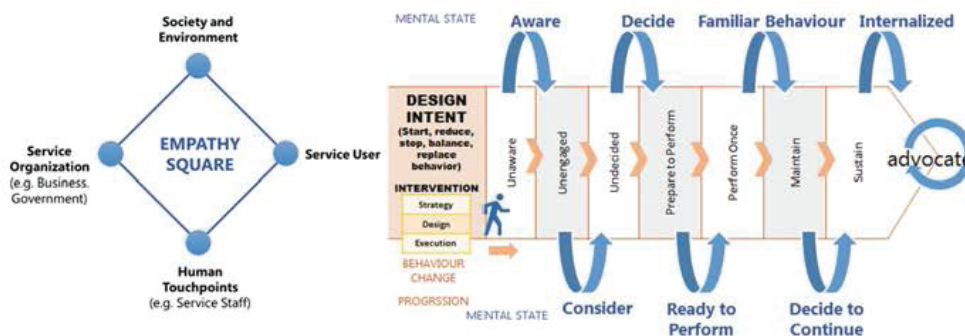 Society and
Environment
EMPATHY
SQUARE
Service
Organization
(e.g. Business.
Government)
Service User
Human
Touchpoints
(e.g. Service Staff)
MENTAL STATE
Aware
Decide
Familiar Behaviour
Internalized
DESIGN
INTENT
(Start, reduce,
stop, balance,
replace
behavior)
INTERVENTION
Strategy
Design
Execution
BEHAVIOUR
CHANGE
PROGRSSION
Unaware
Unengaged
Undecided
Prepare to Perform
Perform Once
Maintain
Sustain
advocate
MENTAL STATE
Consider
Ready to
Perform
Decide to
Continue